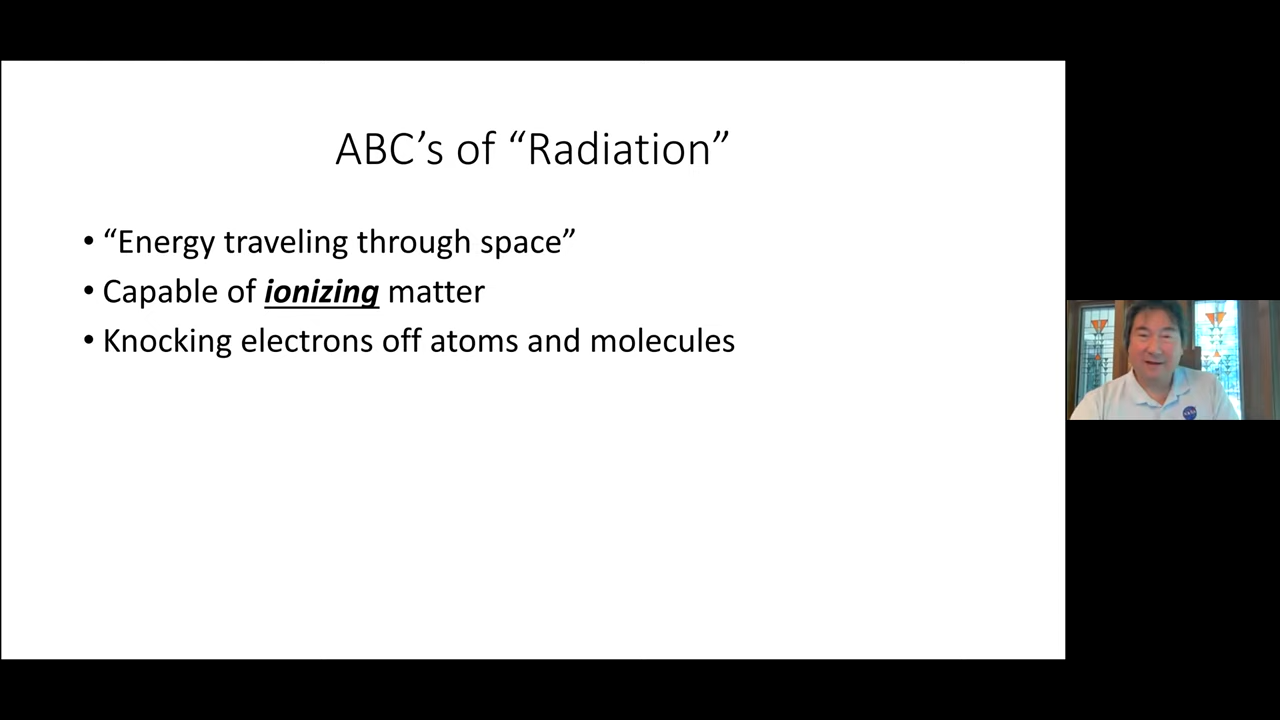 ABC’s of “Radiation”
• “Energy traveling through space”
• Capable of ionizing matter
• Knocking electrons off atoms and molecules